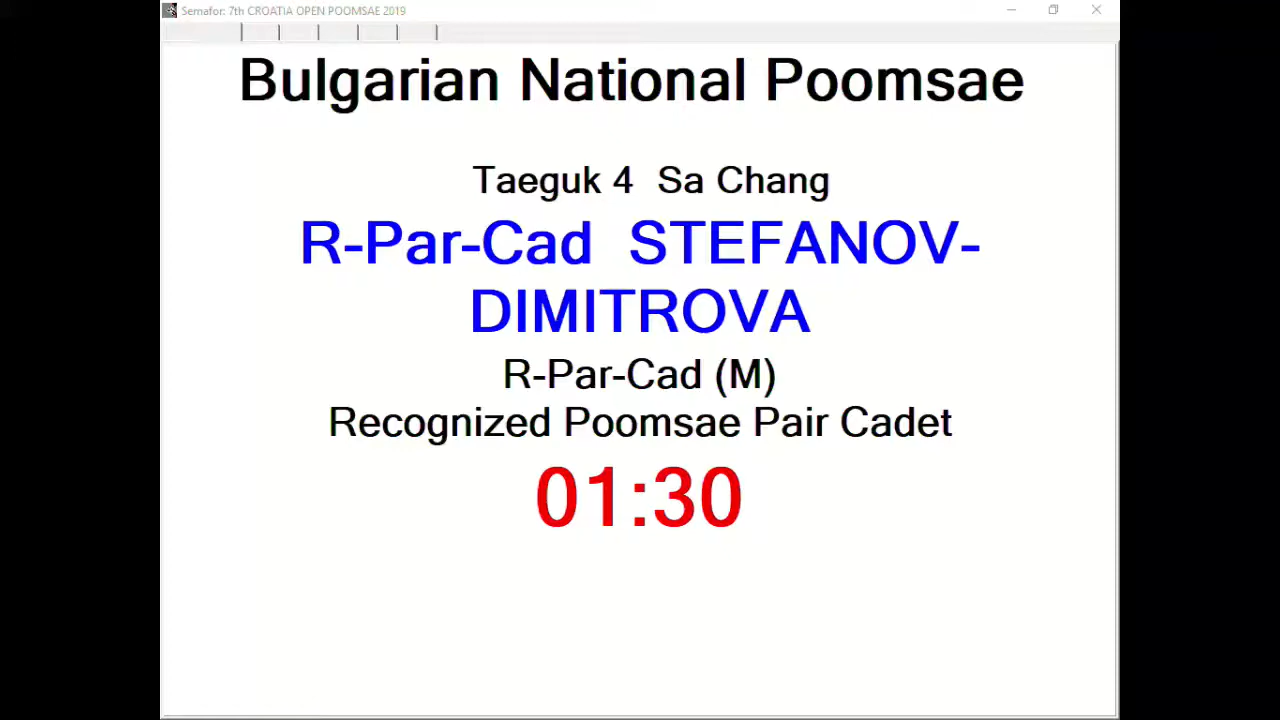 Semafor: 7th CROATIA OPEN POOMSAE 2019
Bulgarian National Poomsae
Taeguk 4  Sa Chang
R-Par-Cad  STEFANOV-
DIMITROVA
R-Par-Cad (M)
Recognized Poomsae Pair Cadet
01:30